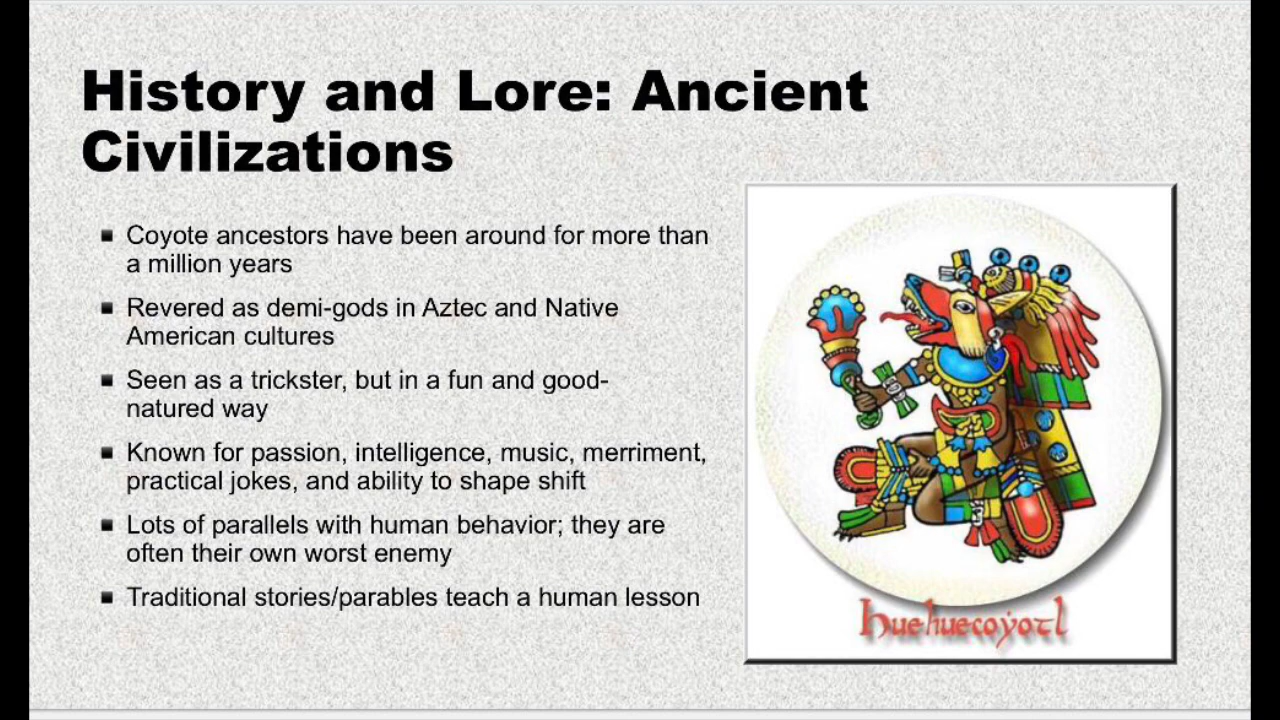 History and Lore: Ancient
Civilizations
Coyote ancestors have been around for more than
a million years
Revered as demi-gods in Aztec and Native
American cultures
Seen as a trickster, but in a fun and good-
natured way
Known for passion, intelligence, music, merriment,
practical jokes, and ability to shape shift
Lots of parallels with human behavior; they are
often their own worst enemy
Traditional stories/parables teach a human lesson
huehuecoyotl